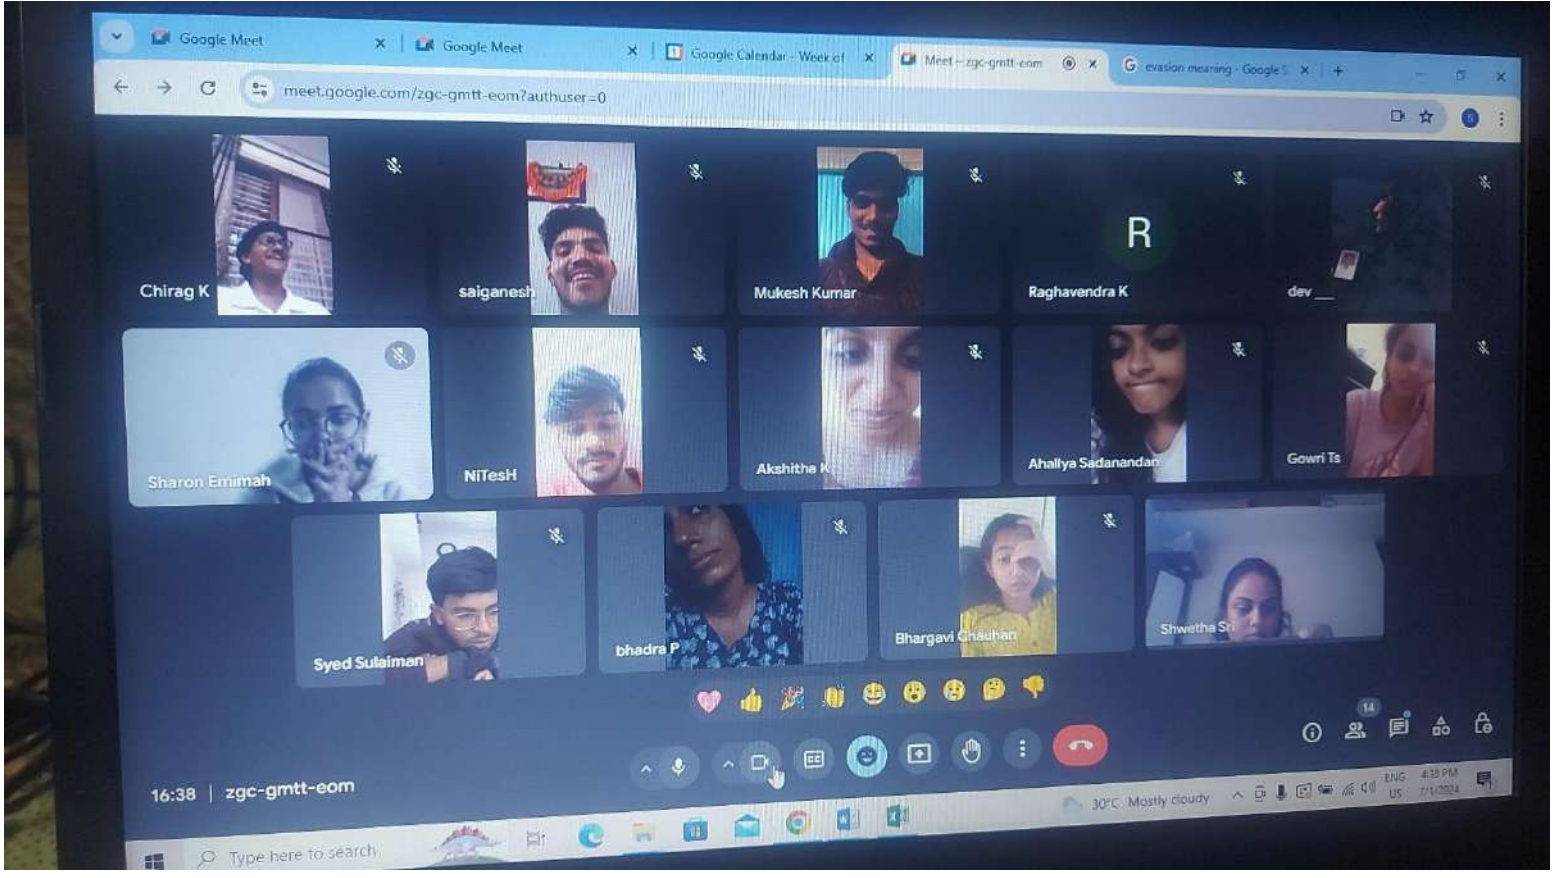 Google Meet
Google Meet
Google Calendar - Week of
Meet – zgc-gmtt-eom
evasion meaning - Google S
meet.google.com/zgc-gmtt-eom?authuser=0
S
Chirag K
saiganesh
Mukesh Kumar
R
Raghavendra K
dev __
Sharon Emimah
NiTesH
Akshitha K
Ahallya Sadanandan
Gowri Ts
Syed Sulaiman
bhadra P
Bhargavi Chauhan
Shwetha Sri
14
16:38 | zgc-gmtt-eom
Type here to search
30°C Mostly cloudy
ENG
US
4:38 PM
7/1/2024